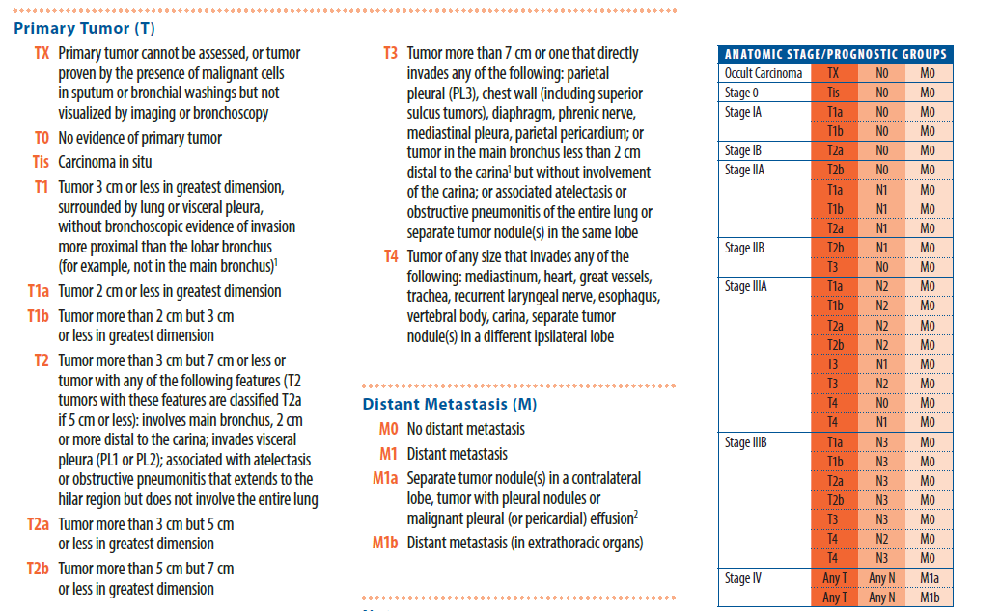 Primary Tumor (T)
TX Primary tumor cannot be assessed, or tumor
proven by the presence of malignant cells
in sputum or bronchial washings but not
visualized by imaging or bronchoscopy
T0 No evidence of primary tumor
Tis Carcinoma in situ
T1 Tumor 3 cm or less in greatest dimension,
surrounded by lung or visceral pleura,
without bronchoscopic evidence of invasion
more proximal than the lobar bronchus
(for example, not in the main bronchus)¹
T1a Tumor 2 cm or less in greatest dimension
T1b Tumor more than 2 cm but 3 cm
or less in greatest dimension
T2 Tumor more than 3 cm but 7 cm or less or
tumor with any of the following features (T2
tumors with these features are classified T2a
if 5 cm or less): involves main bronchus, 2 cm
or more distal to the carina; invades visceral
pleura (PL1 or PL2); associated with atelectasis
or obstructive pneumonitis that extends to the
hilar region but does not involve the entire lung
T2a Tumor more than 3 cm but 5 cm
or less in greatest dimension
T2b Tumor more than 5 cm but 7 cm
or less in greatest dimension
T3 Tumor more than 7 cm or one that directly
invades any of the following: parietal
pleural (PL3), chest wall (including superior
sulcus tumors), diaphragm, phrenic nerve,
mediastinal pleura, parietal pericardium; or
tumor in the main bronchus less than 2 cm
distal to the carina¹ but without involvement
of the carina; or associated atelectasis or
obstructive pneumonitis of the entire lung or
separate tumor nodule(s) in the same lobe
T4 Tumor of any size that invades any of the
following: mediastinum, heart, great vessels,
trachea, recurrent laryngeal nerve, esophagus,
vertebral body, carina, separate tumor
nodule(s) in a different ipsilateral lobe
Distant Metastasis (M)
M0 No distant metastasis
M1 Distant metastasis
M1a Separate tumor nodule(s) in a contralateral
lobe, tumor with pleural nodules or
malignant pleural (or pericardial) effusion²
M1b Distant metastasis (in extrathoracic organs)
ANATOMIC STAGE/PROGNOSTIC GROUPS
Occult Carcinoma TX N0 M0
Stage 0 Tis N0 M0
Stage IA T1a N0 M0
T1b N0 M0
Stage IB T2a N0 M0
Stage IIA T2b N0 M0
T1a N1 M0
T1b N1 M0
T2a N1 M0
Stage IIB T2b N1 M0
T3 N0 M0
Stage IIIA T1a N2 M0
T1b N2 M0
T2a N2 M0
T2b N2 M0
T3 N1 M0
T3 N2 M0
T4 N0 M0
T4 N1 M0
Stage IIIB T1a N3 M0
T1b N3 M0
T2a N3 M0
T2b N3 M0
T3 N3 M0
T4 N2 M0
T4 N3 M0
Stage IV Any T Any N M1a
Any T Any N M1b